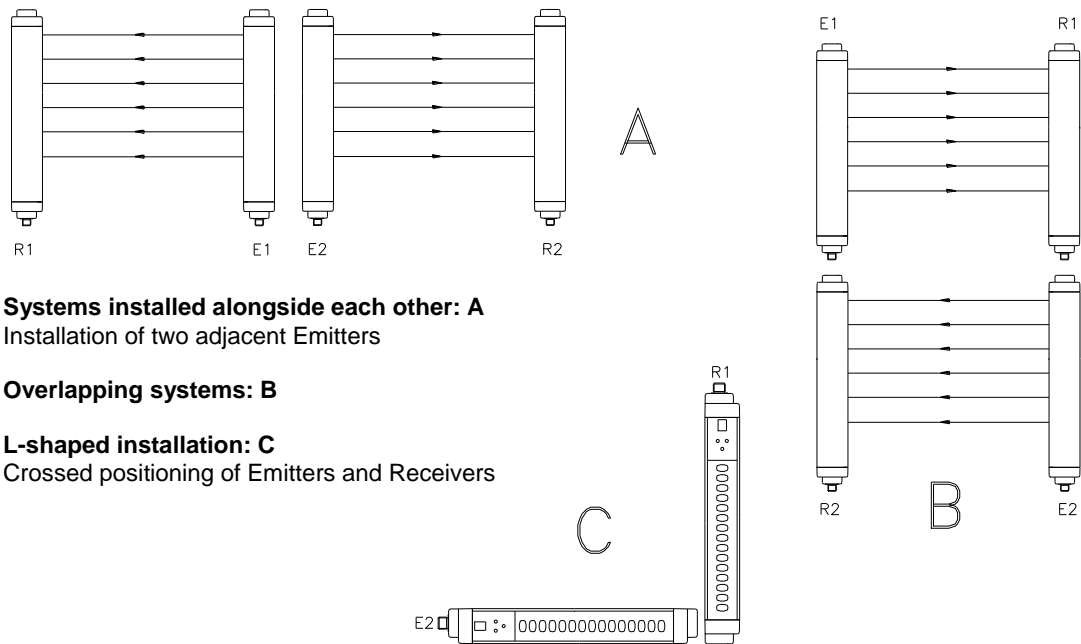 E1 R1
A
R1 E1 E2 R2
Systems installed alongside each other: A
Installation of two adjacent Emitters
Overlapping systems: B
L-shaped installation: C
Crossed positioning of Emitters and Receivers
R1
R2 B E2
C
E2